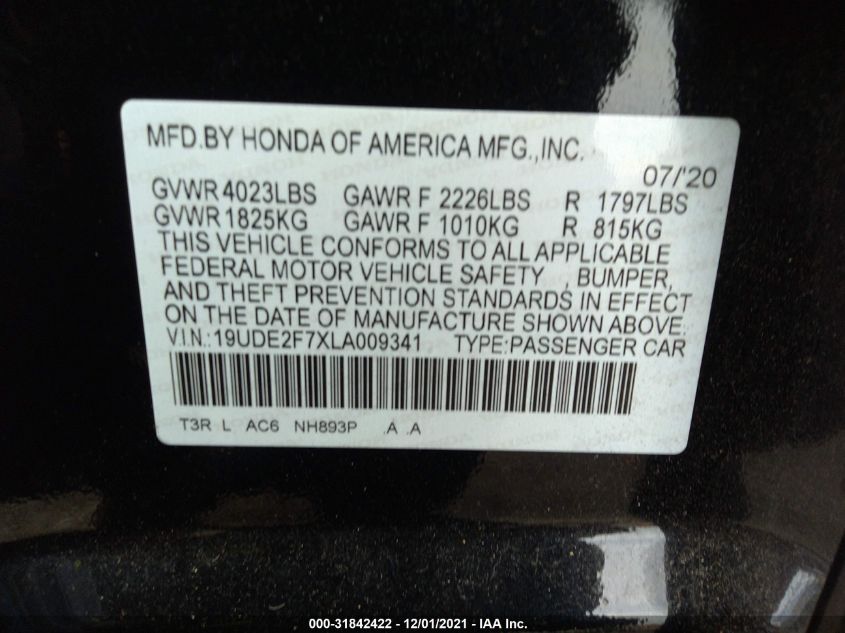 MFD.BY HONDA OF AMERICA MFG.,INC.
07/'20
GVWR 4023LBS GAWR F 2226LBS R 1797LBS
GVWR 1825KG GAWR F 1010KG R 815KG
THIS VEHICLE CONFORMS TO ALL APPLICABLE
FEDERAL MOTOR VEHICLE SAFETY , BUMPER,
AND THEFT PREVENTION STANDARDS IN EFFECT
ON THE DATE OF MANUFACTURE SHOWN ABOVE.
V.I.N.:19UDE2F7XLA009341 TYPE:PASSENGER CAR
T3R L AC6 NH893P .A .A
000-31842422 - 12/01/2021 - IAA Inc.